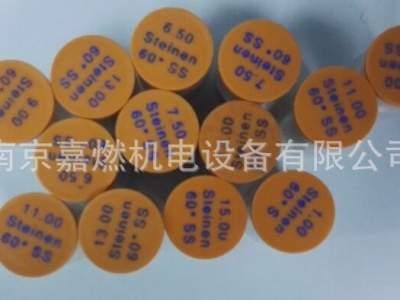 6.50
Steinen
60° SS
7.50
Steinen
60° SS
13.00
Steinen
60° SS
9.00
Steinen
60° SS
11.00
Steinen
60° SS
7.50
Steinen
60° SS
Steinen
60° SS
南京嘉燃机电设备有限公司
11.00
Steinen
60° SS
13.00
Steinen
60° SS
15.00
Steinen
60° SS
1.00
Steinen
60° SS